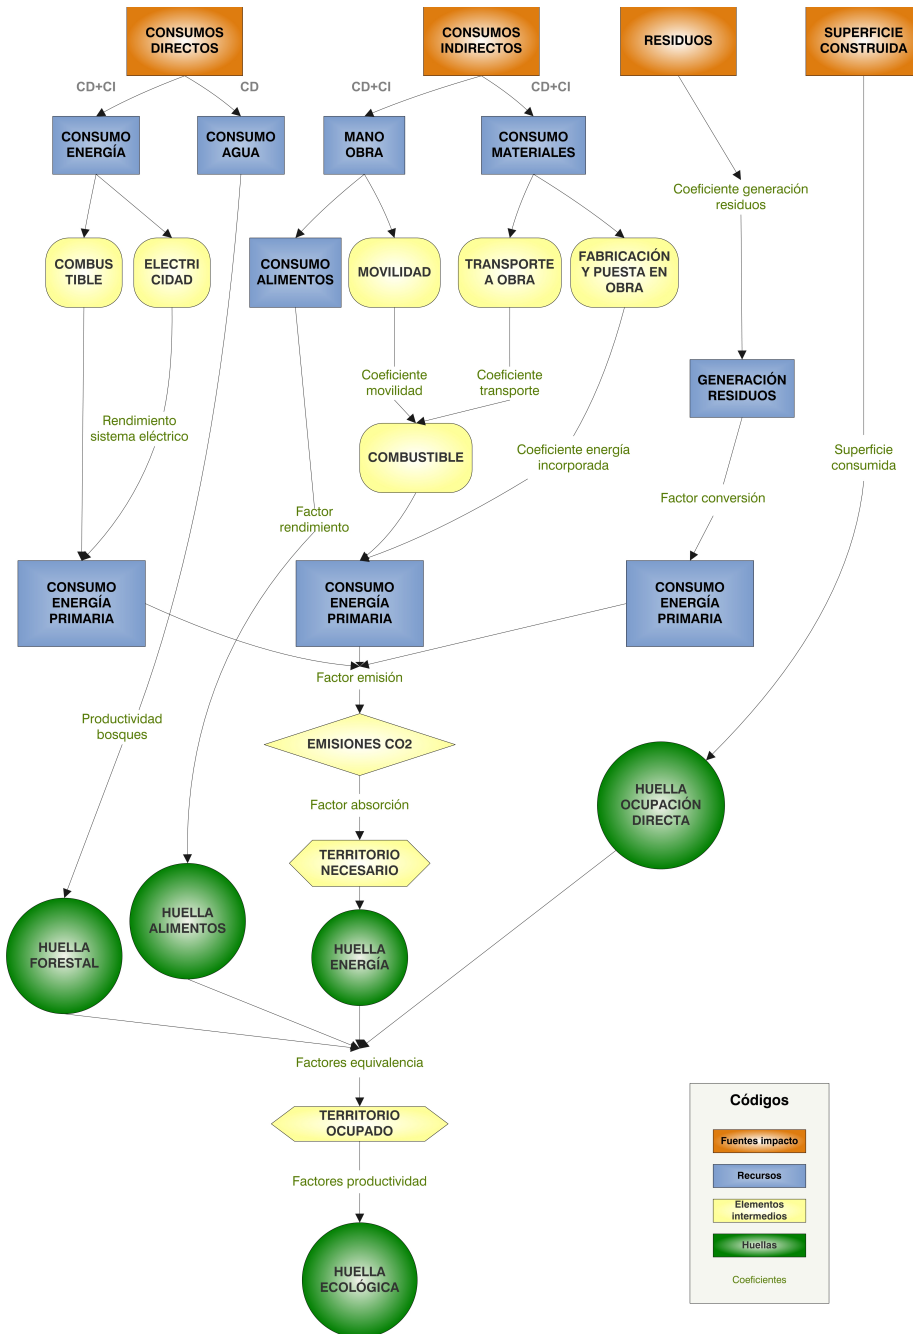 CONSUMOS
DIRECTOS
CONSUMOS
INDIRECTOS
RESIDUOS
SUPERFICIE
CONSTRUIDA
CD+CI
CD
CD+CI
CD+CI
CONSUMO
ENERGÍA
CONSUMO
AGUA
MANO
OBRA
CONSUMO
MATERIALES
Coeficiente generación
residuos
COMBUS
TIBLE
ELECTRI
CIDAD
CONSUMO
ALIMENTOS
MOVILIDAD
TRANSPORTE
A OBRA
FABRICACIÓN
Y PUESTA EN
OBRA
Coeficiente
movilidad
Coeficiente
transporte
GENERACIÓN
RESIDUOS
Rendimiento
sistema eléctrico
COMBUSTIBLE
Coeficiente energía
incorporada
Superficie
consumida
Factor
rendimiento
Factor conversión
CONSUMO
ENERGÍA
PRIMARIA
CONSUMO
ENERGÍA
PRIMARIA
CONSUMO
ENERGÍA
PRIMARIA
Factor emisión
Productividad
bosques
EMISIONES CO2
HUELLA
OCUPACIÓN
DIRECTA
Factor absorción
TERRITORIO
NECESARIO
HUELLA
FORESTAL
HUELLA
ALIMENTOS
HUELLA
ENERGÍA
Factores equivalencia
TERRITORIO
OCUPADO
Factores productividad
HUELLA
ECOLÓGICA
Códigos
Fuentes impacto
Recursos
Elementos
intermedios
Huellas
Coeficientes